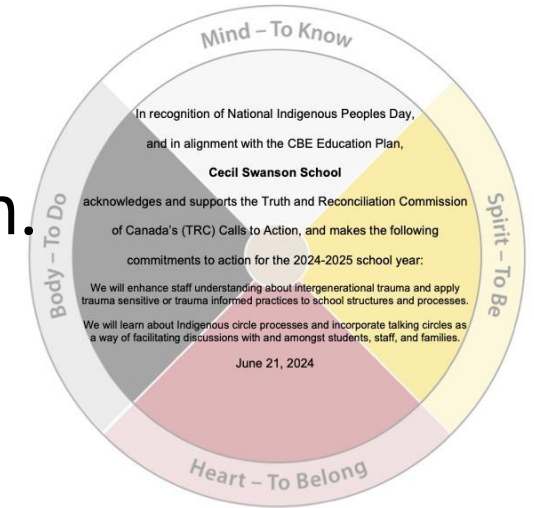 Mind – To Know
In recognition of National Indigenous Peoples Day,
and in alignment with the CBE Education Plan,
Cecil Swanson School
acknowledges and supports the Truth and Reconciliation Commission
of Canada's (TRC) Calls to Action, and makes the following
commitments to action for the 2024-2025 school year:
We will enhance staff understanding about intergenerational trauma and apply
trauma sensitive or trauma informed practices to school structures and processes.
We will learn about Indigenous circle processes and incorporate talking circles as
a way of facilitating discussions with and amongst students, staff, and families.
June 21, 2024
Body – To Do
Spirit – To Be
Heart – To Belong